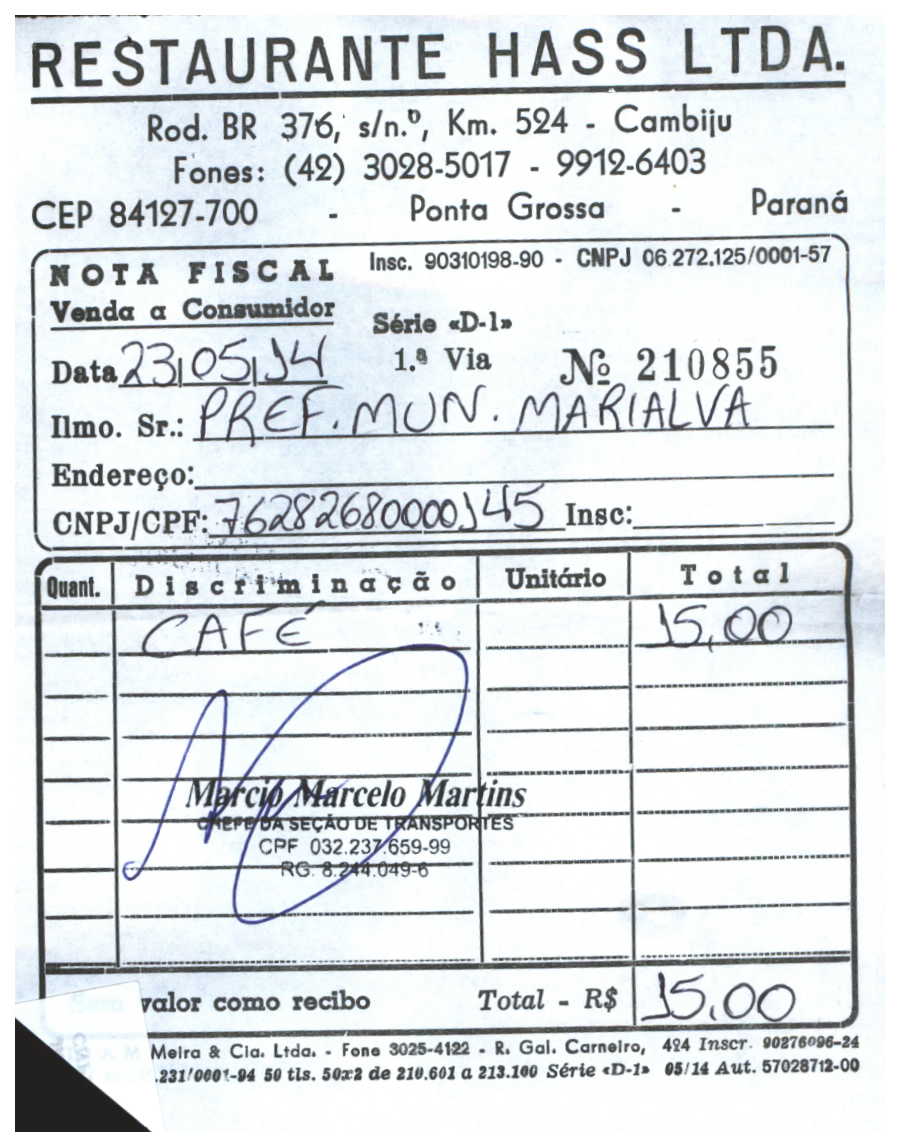 RESTAURANTE HASS LTDA.
Rod. BR 376, s/n.º, Km. 524 - Cambiju
Fones: (42) 3028-5017 - 9912-6403
CEP 84127-700 - Ponta Grossa - Paraná
NOTA FISCAL Insc. 90310198-90 - CNPJ 06.272.125/0001-57
Venda a Consumidor Série «D-1»
Data 23/05/14 1.ª Via Nº 210855
Ilmo. Sr.: PREF. MUN. MARIALVA
Endereço:
CNPJ/CPF: 76282680000145 Insc:
Quant. Discriminação Unitário Total
CAFÉ 15,00
Marcio Marcelo Martins
CHEFE DA SEÇÃO DE TRANSPORTES
CPF 032.237.659-99
RG. 8.244.049-6
Sem valor como recibo Total - R$ 15,00
M Meira & Cia. Ltda. - Fone 3025-4122 - R. Gal. Carneiro, 424 Inscr. 90276096-24
.231/0001-94 50 tls. 50x2 de 210.601 a 213.100 Série «D-1» 05/14 Aut. 57028712-00